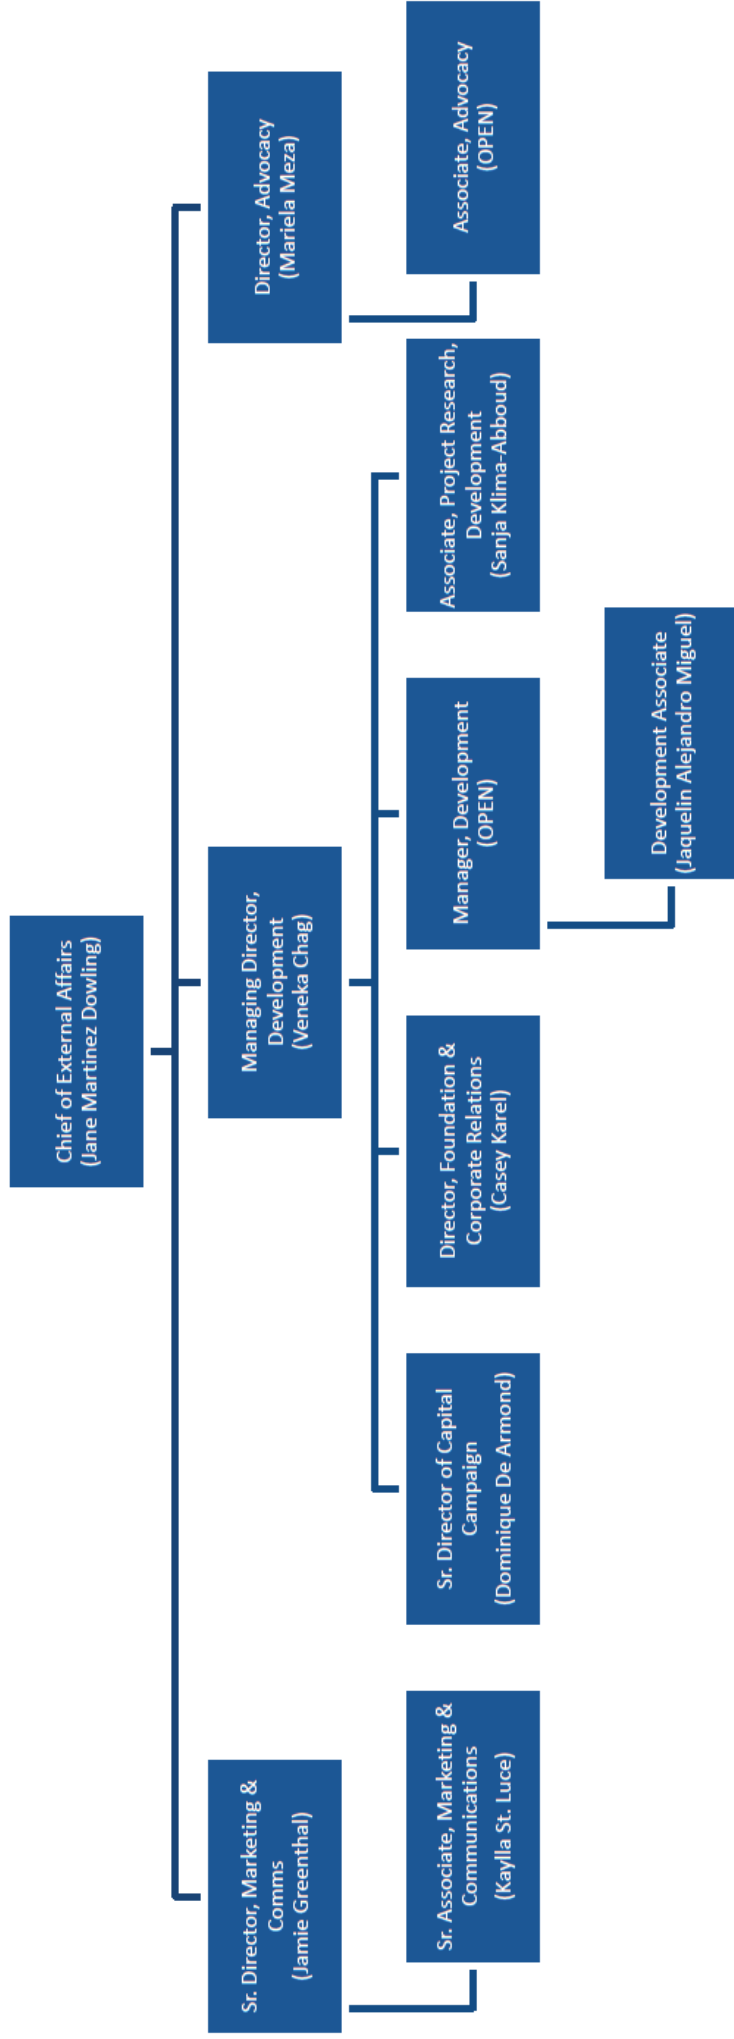 Chief of External Affairs
(Jane Martinez Dowling)
Sr. Director, Marketing &
Comms
(Jamie Greenthal)
Managing Director,
Development
(Veneka Chag)
Director, Advocacy
(Mariela Meza)
Sr. Associate, Marketing &
Communications
(Kaylla St. Luce)
Sr. Director of Capital
Campaign
(Dominique De Armond)
Director, Foundation &
Corporate Relations
(Casey Karel)
Manager, Development
(OPEN)
Associate, Project Research,
Development
(Sanja Klima-Abboud)
Associate, Advocacy
(OPEN)
Development Associate
(Jaquelin Alejandro Miguel)